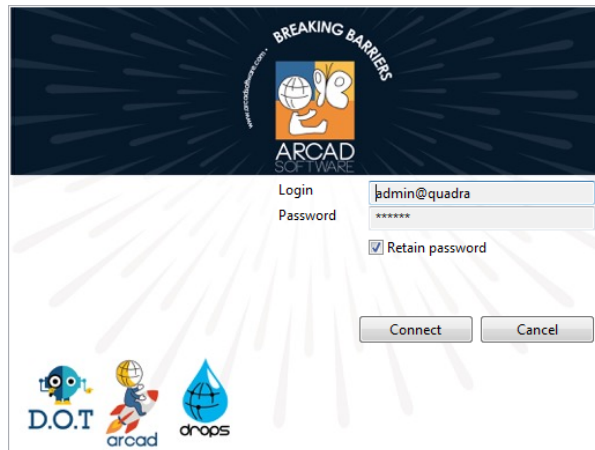 BREAKING BARRIERS
www.arcadsoftware.com
ARCAD
SOFTWARE
Login admin@quadra
Password ******
Retain password
Connect Cancel
D.O.T
arcad
drops